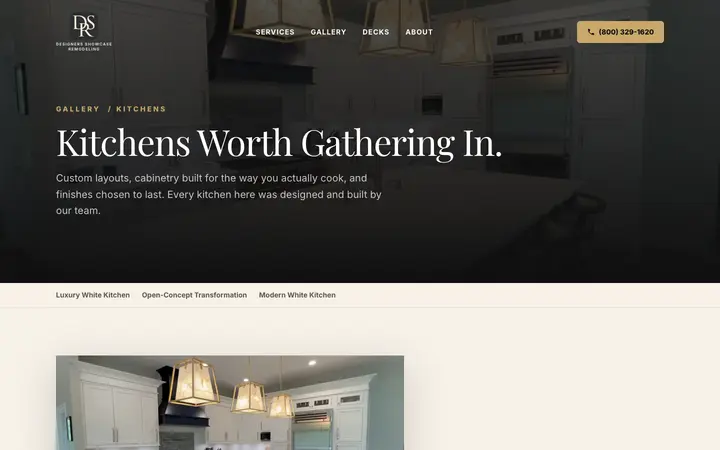 DSR
DESIGNERS SHOWCASE
REMODELING
SERVICES GALLERY DECKS ABOUT
(800) 329-1620
GALLERY / KITCHENS
Kitchens Worth Gathering In.
Custom layouts, cabinetry built for the way you actually cook, and
finishes chosen to last. Every kitchen here was designed and built by
our team.
Luxury White Kitchen Open-Concept Transformation Modern White Kitchen